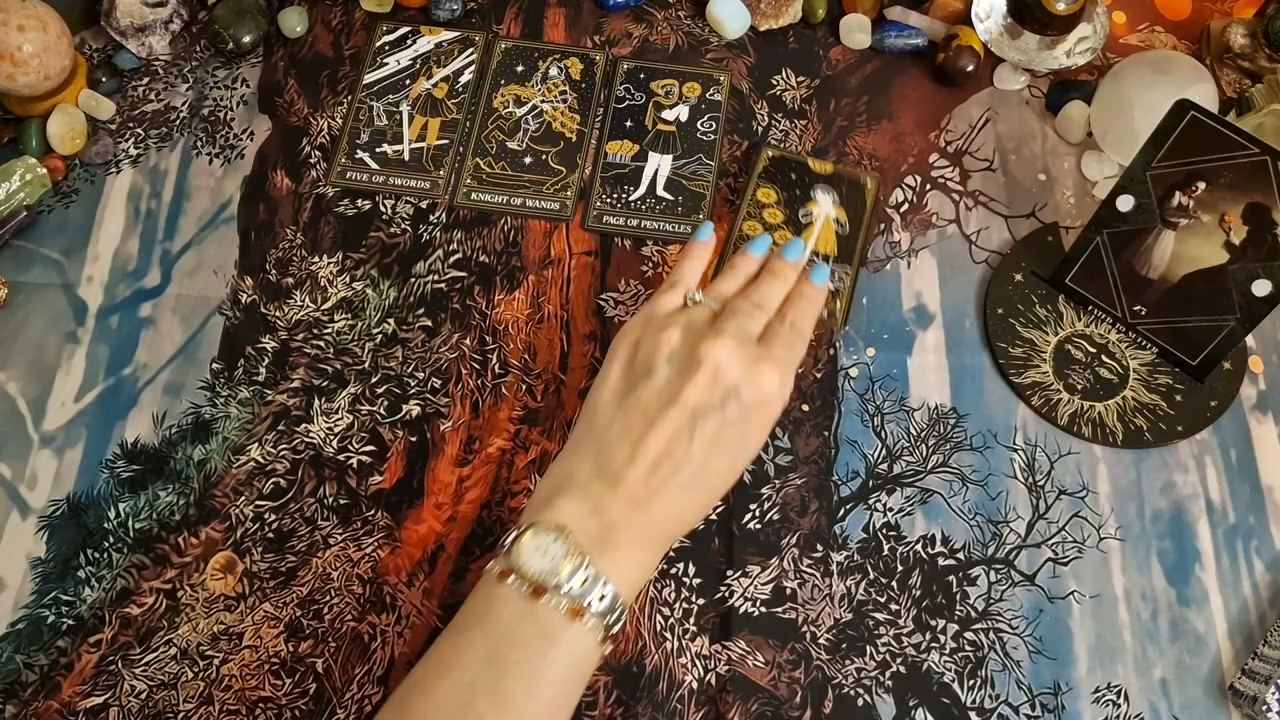 V
FIVE OF SWORDS
KNIGHT OF WANDS
PAGE OF PENTACLES